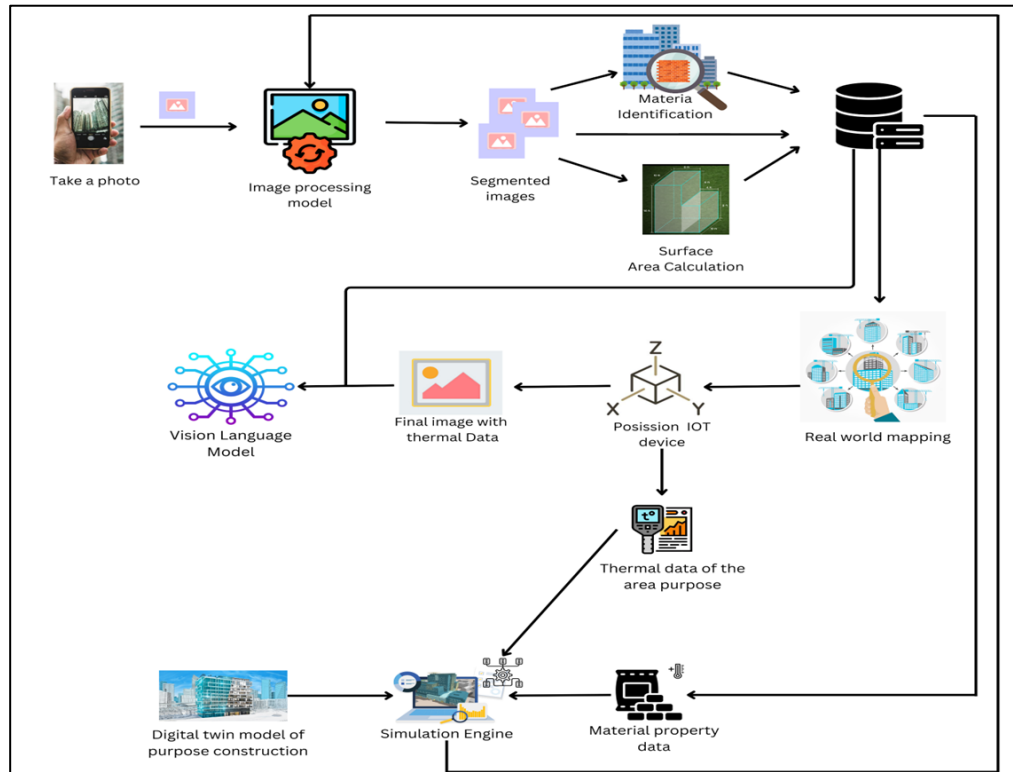 Take a photo
Image processing
model
Segmented
images
Materia
Identification
Surface
Area Calculation
Vision Language
Model
Final image with
thermal Data
Z
X
Y
Posission IOT
device
Real world mapping
t°
Thermal data of the
area purpose
Digital twin model of
purpose construction
Simulation Engine
Material property
data